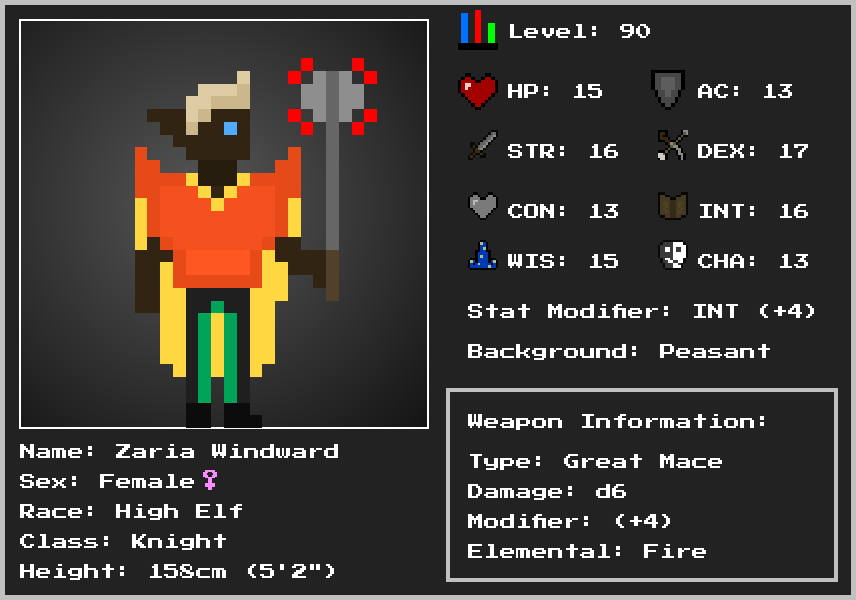 Level: 90
HP: 15
AC: 13
STR: 16
DEX: 17
CON: 13
INT: 16
WIS: 15
CHA: 13
Stat Modifier: INT (+4)
Background: Peasant
Weapon Information:
Type: Great Mace
Damage: d6
Modifier: (+4)
Elemental: Fire
Name: Zaria Windward
Sex: Female♀
Race: High Elf
Class: Knight
Height: 158cm (5'2")